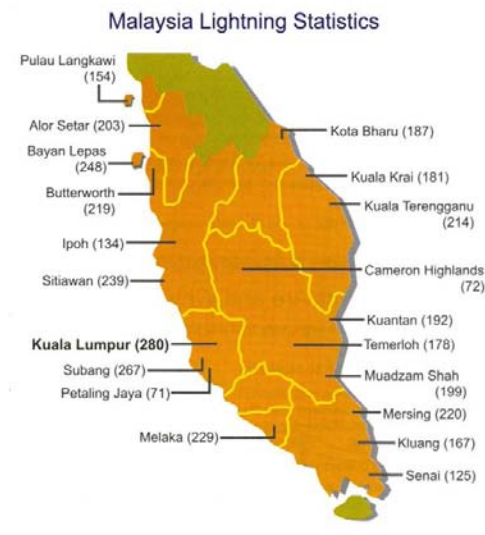 Malaysia Lightning Statistics
Pulau Langkawi
(154)
Alor Setar (203)
Bayan Lepas
(248)
Butterworth
(219)
Ipoh (134)
Sitiawan (239)
Kuala Lumpur (280)
Subang (267)
Petaling Jaya (71)
Melaka (229)
Kota Bharu (187)
Kuala Krai (181)
Kuala Terengganu
(214)
Cameron Highlands
(72)
Kuantan (192)
Temerloh (178)
Muadzam Shah
(199)
Mersing (220)
Kluang (167)
Senai (125)